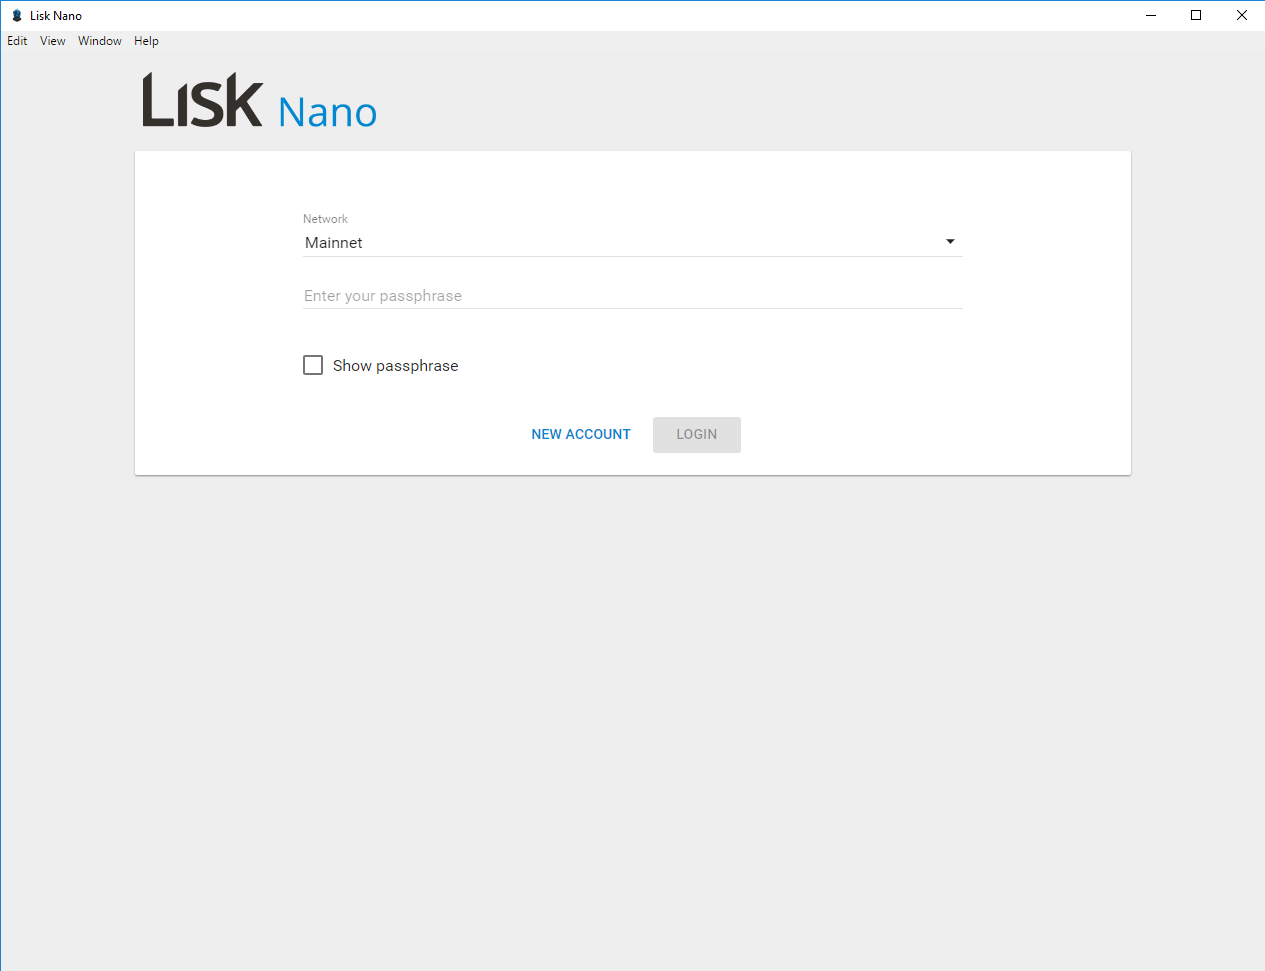 Lisk Nano
Edit View Window Help
Lisk Nano
Network
Mainnet
Enter your passphrase
Show passphrase
NEW ACCOUNT LOGIN